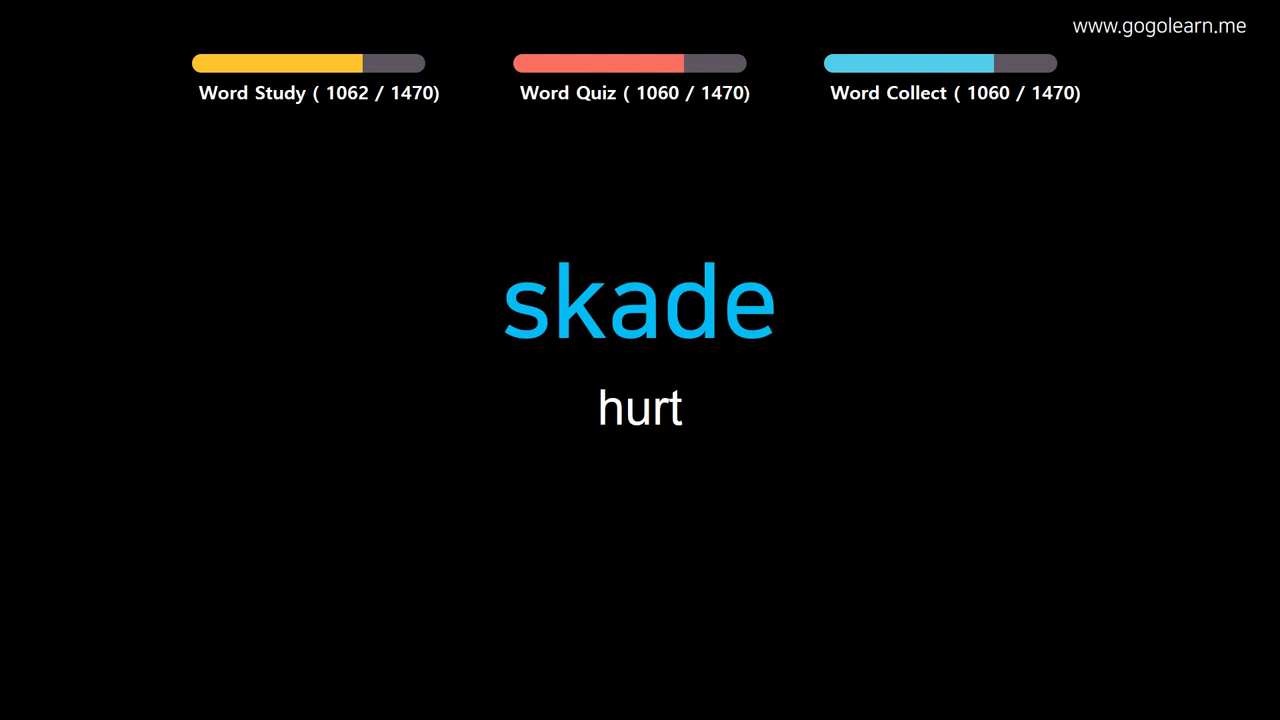 www.gogolearn.me
Word Study ( 1062 / 1470)
Word Quiz ( 1060 / 1470)
Word Collect ( 1060 / 1470)
skade
hurt